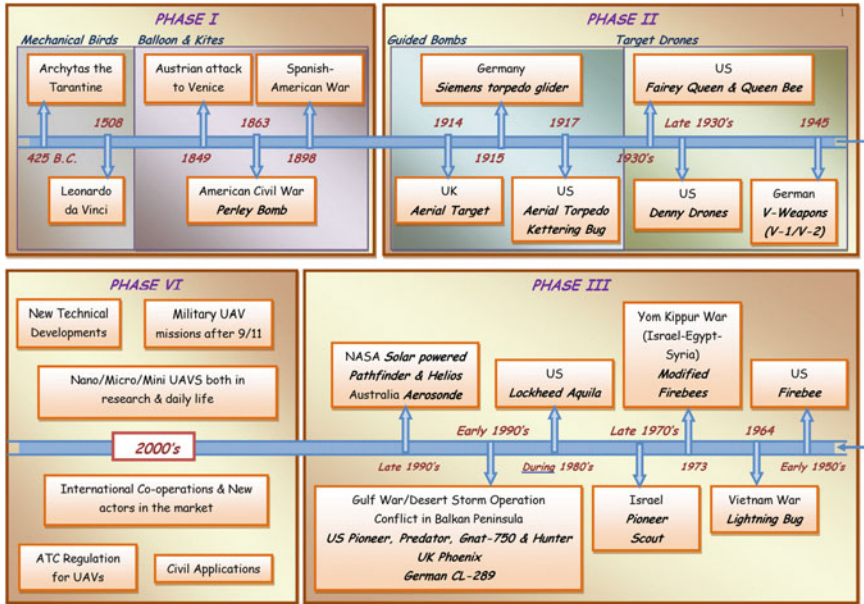 PHASE I
Mechanical Birds
Balloon & Kites
Archytas the
Tarantine
Austrian attack
to Venice
Spanish-
American War
1508
1863
425 B.C.
1849
1898
Leonardo
da Vinci
American Civil War
Perley Bomb
PHASE II
1
Guided Bombs
Target Drones
Germany
Siemens torpedo glider
US
Fairey Queen & Queen Bee
1914
1917
Late 1930's
1945
1915
1930's
UK
Aerial Target
US
Aerial Torpedo
Kettering Bug
US
Denny Drones
German
V-Weapons
(V-1/V-2)
PHASE VI
New Technical
Developments
Military UAV
missions after 9/11
Nano/Micro/Mini UAVS both in
research & daily life
2000's
International Co-operations & New
actors in the market
ATC Regulation
for UAVs
Civil Applications
PHASE III
NASA Solar powered
Pathfinder & Helios
Australia Aerosonde
US
Lockheed Aquila
Yom Kippur War
(Israel-Egypt-
Syria)
Modified
Firebees
US
Firebee
Early 1990's
Late 1970's
1964
Late 1990's
During 1980's
1973
Early 1950's
Gulf War/Desert Storm Operation
Conflict in Balkan Peninsula
US Pioneer, Predator, Gnat-750 & Hunter
UK Phoenix
German CL-289
Israel
Pioneer
Scout
Vietnam War
Lightning Bug